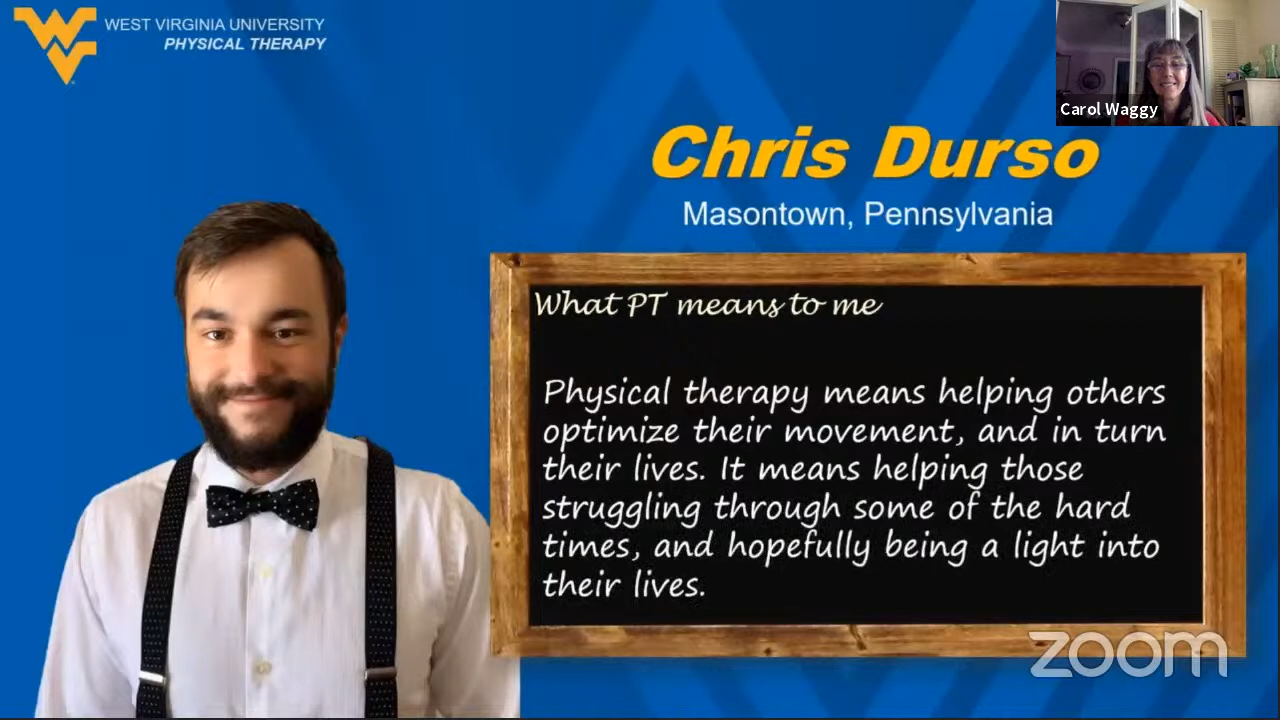 WEST VIRGINIA UNIVERSITY
PHYSICAL THERAPY
Carol Waggy
Chris Durso
Masontown, Pennsylvania
What PT means to me
Physical therapy means helping others
optimize their movement, and in turn
their lives. It means helping those
struggling through some of the hard
times, and hopefully being a light into
their lives.
zoom